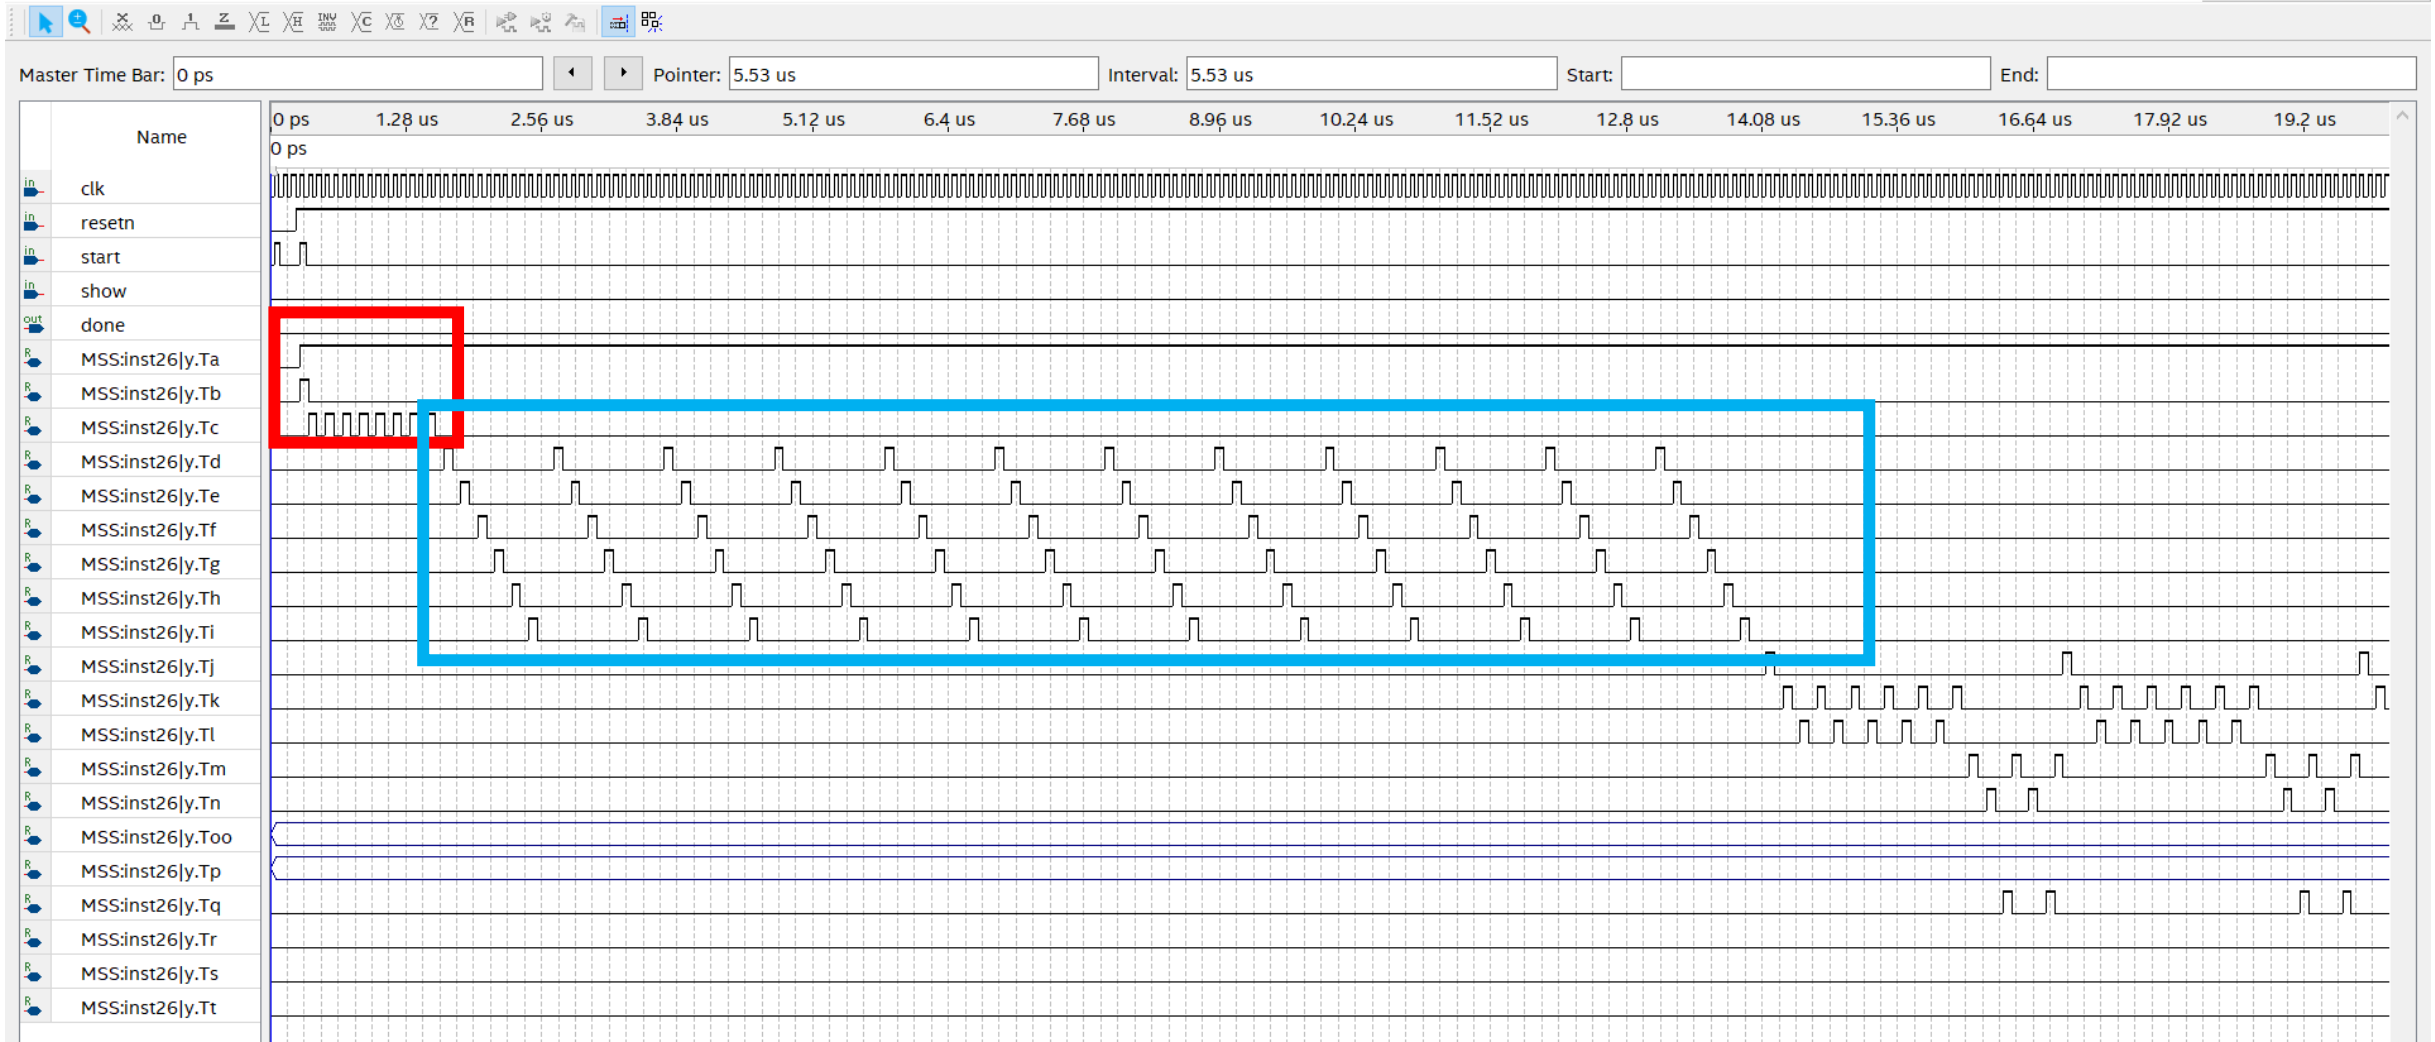 Master Time Bar: 0 ps Pointer: 5.53 us Interval: 5.53 us Start: End:
Name
0 ps 1.28 us 2.56 us 3.84 us 5.12 us 6.4 us 7.68 us 8.96 us 10.24 us 11.52 us 12.8 us 14.08 us 15.36 us 16.64 us 17.92 us 19.2 us
0 ps
in clk
in resetn
in start
in show
out done
R MSS:inst26|y.Ta
R MSS:inst26|y.Tb
R MSS:inst26|y.Tc
R MSS:inst26|y.Td
R MSS:inst26|y.Te
R MSS:inst26|y.Tf
R MSS:inst26|y.Tg
R MSS:inst26|y.Th
R MSS:inst26|y.Ti
R MSS:inst26|y.Tj
R MSS:inst26|y.Tk
R MSS:inst26|y.Tl
R MSS:inst26|y.Tm
R MSS:inst26|y.Tn
R MSS:inst26|y.Too
R MSS:inst26|y.Tp
R MSS:inst26|y.Tq
R MSS:inst26|y.Tr
R MSS:inst26|y.Ts
R MSS:inst26|y.Tt